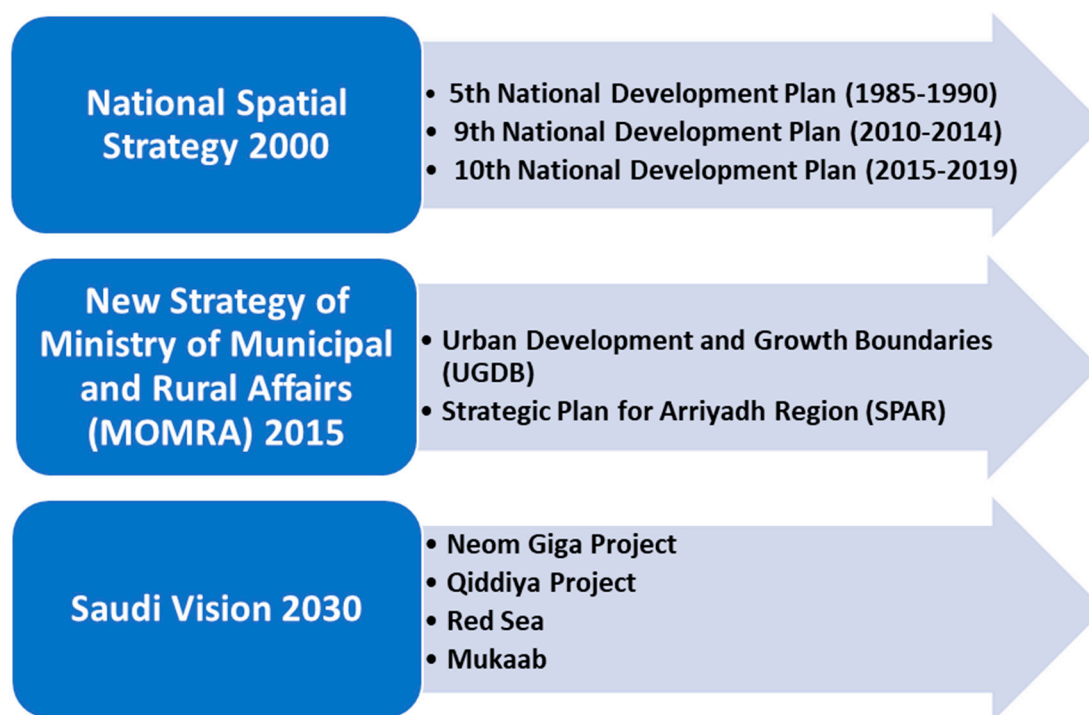 National Spatial
Strategy 2000
• 5th National Development Plan (1985-1990)
• 9th National Development Plan (2010-2014)
• 10th National Development Plan (2015-2019)
New Strategy of
Ministry of Municipal
and Rural Affairs
(MOMRA) 2015
• Urban Development and Growth Boundaries
(UGDB)
• Strategic Plan for Arriyadh Region (SPAR)
Saudi Vision 2030
• Neom Giga Project
• Qiddiya Project
• Red Sea
• Mukaab